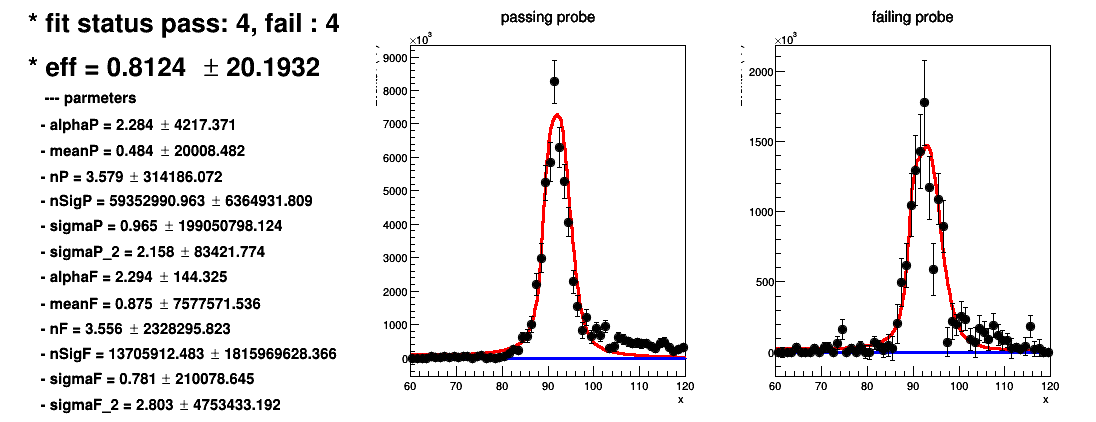 * fit status pass: 4, fail : 4
* eff = 0.8124 ± 20.1932
--- parmeters
- alphaP = 2.284 ± 4217.371
- meanP = 0.484 ± 20008.482
- nP = 3.579 ± 314186.072
- nSigP = 59352990.963 ± 6364931.809
- sigmaP = 0.965 ± 199050798.124
- sigmaP_2 = 2.158 ± 83421.774
- alphaF = 2.294 ± 144.325
- meanF = 0.875 ± 7577571.536
- nF = 3.556 ± 2328295.823
- nSigF = 13705912.483 ± 1815969628.366
- sigmaF = 0.781 ± 210078.645
- sigmaF_2 = 2.803 ± 4753433.192
passing probe
×10³
9000
8000
7000
6000
5000
4000
3000
2000
1000
0
60 70 80 90 100 110 120
x
failing probe
×10³
2000
1500
1000
500
0
60 70 80 90 100 110 120
x